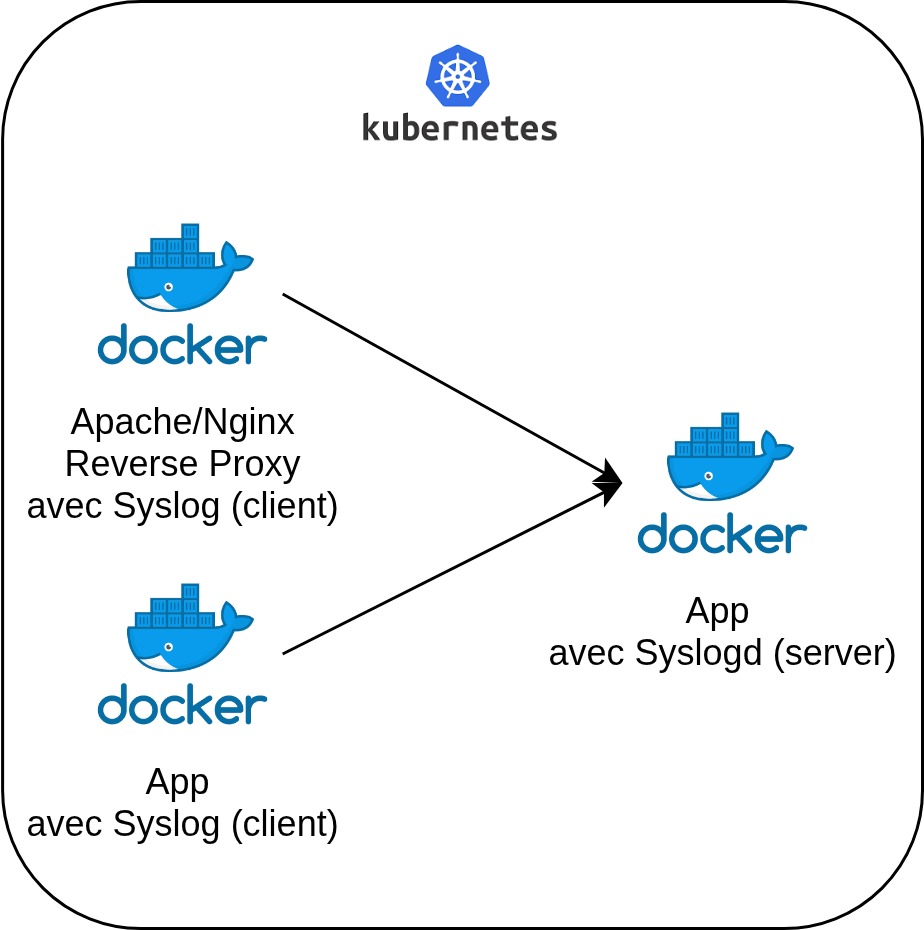 kubernetes
docker
Apache/Nginx
Reverse Proxy
avec Syslog (client)
docker
App
avec Syslogd (server)
docker
App
avec Syslog (client)